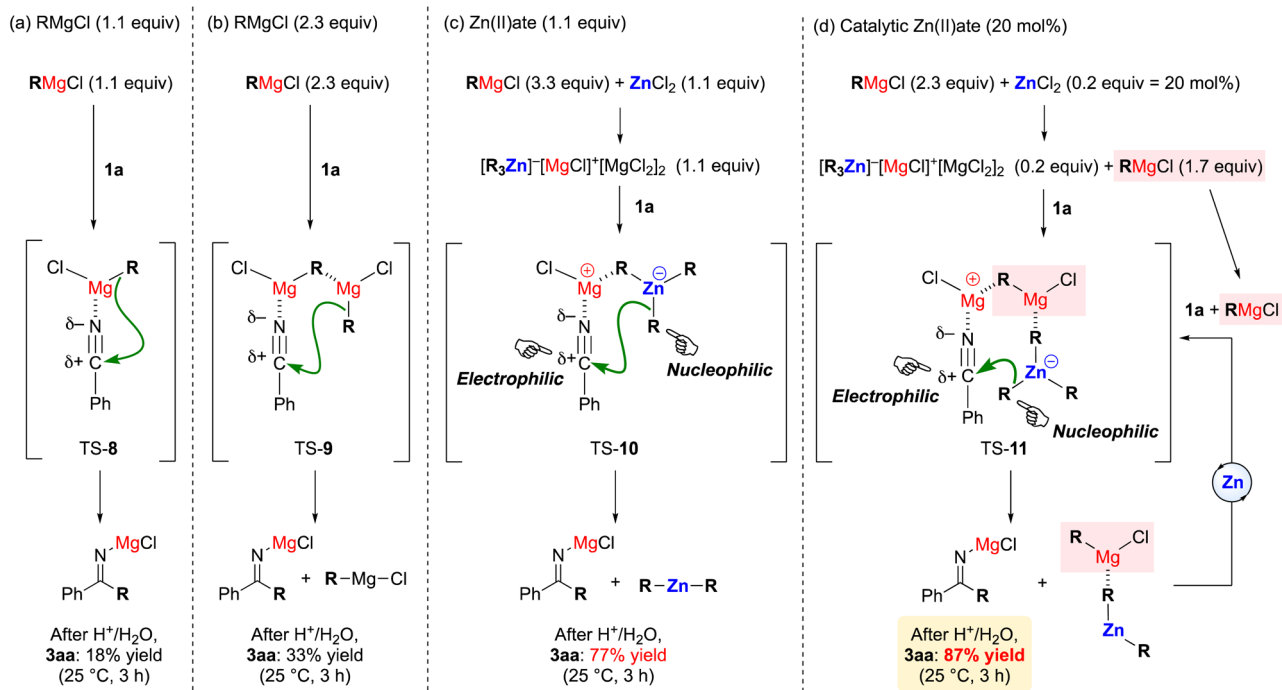 (a) RMgCl (1.1 equiv)
RMgCl (1.1 equiv)
1a
Cl
R
Mg
δ–
N
δ+
C
Ph
TS-8
MgCl
N
Ph
R
After H⁺/H₂O,
3aa: 18% yield
(25 °C, 3 h)
(b) RMgCl (2.3 equiv)
RMgCl (2.3 equiv)
1a
Cl
R
Cl
Mg
Mg
R
δ–
N
δ+
C
Ph
TS-9
MgCl
N
Ph
R
+ R–Mg–Cl
After H⁺/H₂O,
3aa: 33% yield
(25 °C, 3 h)
(c) Zn(II)ate (1.1 equiv)
RMgCl (3.3 equiv) + ZnCl₂ (1.1 equiv)
[R₃Zn]⁻[MgCl]⁺[MgCl₂]₂ (1.1 equiv)
1a
Cl
⊕
R
⊖
R
Mg
Zn
R
δ–
N
δ+
C
Electrophilic
Nucleophilic
Ph
TS-10
MgCl
N
Ph
R
+ R–Zn–R
After H⁺/H₂O,
3aa: 77% yield
(25 °C, 3 h)
(d) Catalytic Zn(II)ate (20 mol%)
RMgCl (2.3 equiv) + ZnCl₂ (0.2 equiv = 20 mol%)
[R₃Zn]⁻[MgCl]⁺[MgCl₂]₂ (0.2 equiv) + RMgCl (1.7 equiv)
1a
Cl
⊕
R
Cl
Mg
Mg
δ–
N
R
δ+
C
Zn
⊖
R
R
Electrophilic
Ph
Nucleophilic
TS-11
1a + RMgCl
Zn
MgCl
N
Ph
R
+
R
Cl
Mg
R
Zn
R
After H⁺/H₂O,
3aa: 87% yield
(25 °C, 3 h)